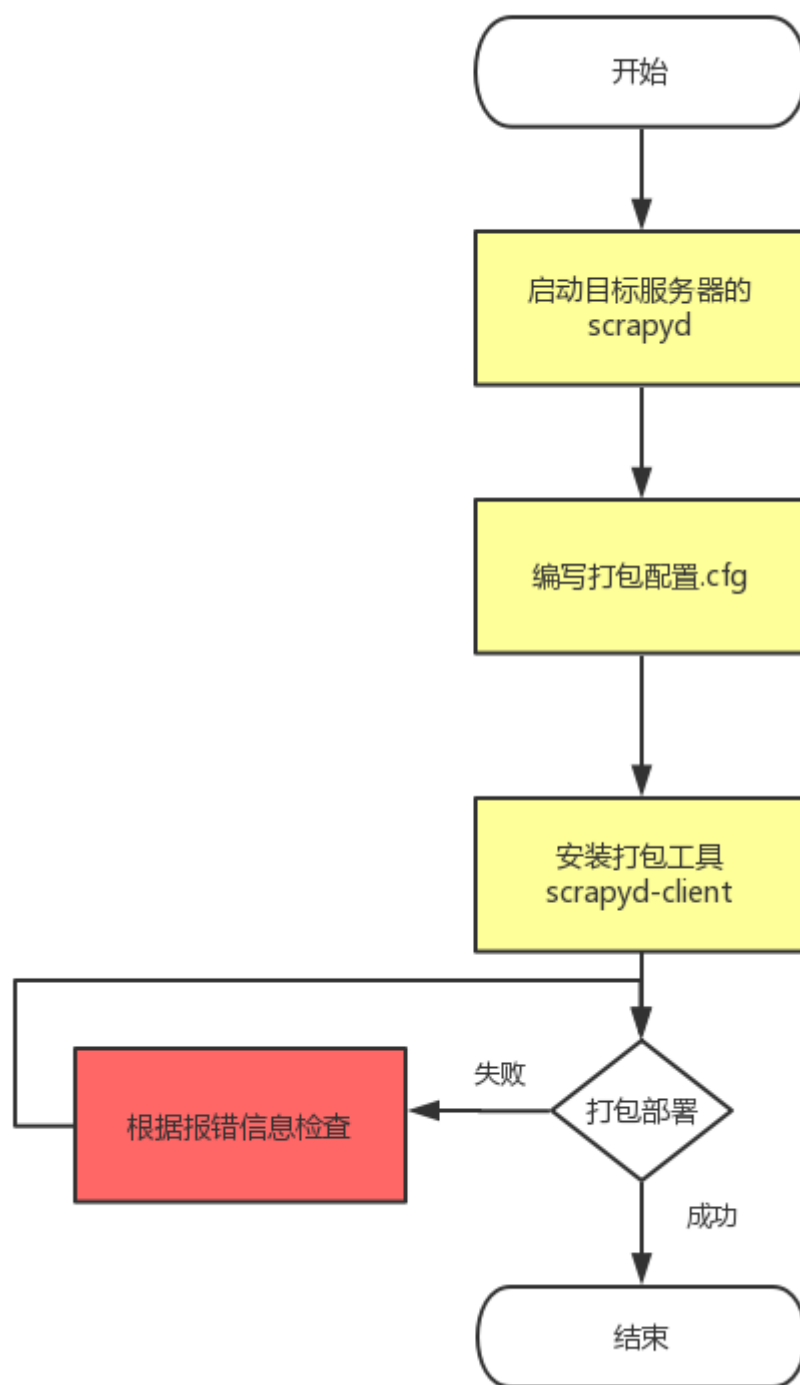 开始
启动目标服务器的
scrapyd
编写打包配置.cfg
安装打包工具
scrapyd-client
失败
打包部署
根据报错信息检查
成功
结束